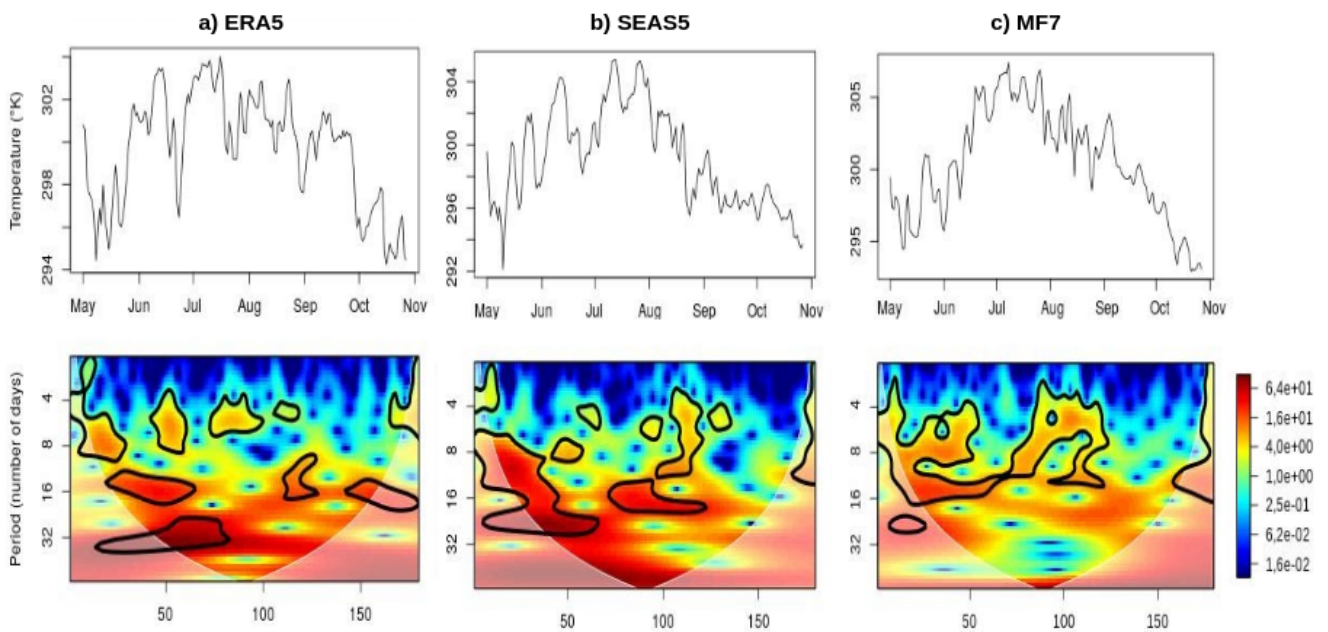 a) ERA5
b) SEAS5
c) MF7
Temperature (°K)
302
298
294
May Jun Jul Aug Sep Oct Nov
304
300
296
292
May Jun Jul Aug Sep Oct Nov
305
300
295
May Jun Jul Aug Sep Oct Nov
Period (number of days)
4
8
16
32
50 100 150
4
8
16
32
50 100 150
4
8
16
32
50 100 150
6,4e+01
1,6e+01
4,0e+00
1,0e+00
2,5e-01
6,2e-02
1,6e-02